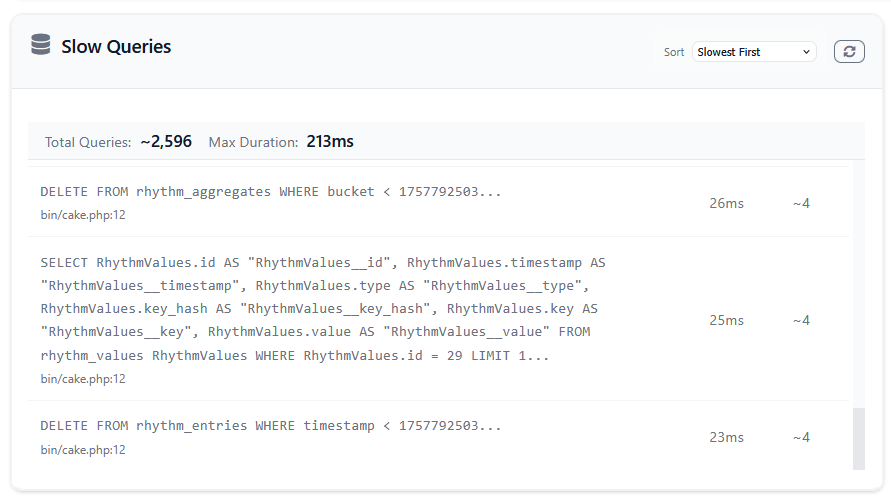 Slow Queries
Sort Slowest First
Total Queries: ~2,596 Max Duration: 213ms
DELETE FROM rhythm_aggregates WHERE bucket < 1757792503...
bin/cake.php:12
26ms ~4
SELECT RhythmValues.id AS "RhythmValues__id", RhythmValues.timestamp AS
"RhythmValues__timestamp", RhythmValues.type AS "RhythmValues__type",
RhythmValues.key_hash AS "RhythmValues__key_hash", RhythmValues.key AS
"RhythmValues__key", RhythmValues.value AS "RhythmValues__value" FROM
rhythm_values RhythmValues WHERE RhythmValues.id = 29 LIMIT 1...
bin/cake.php:12
25ms ~4
DELETE FROM rhythm_entries WHERE timestamp < 1757792503...
bin/cake.php:12
23ms ~4